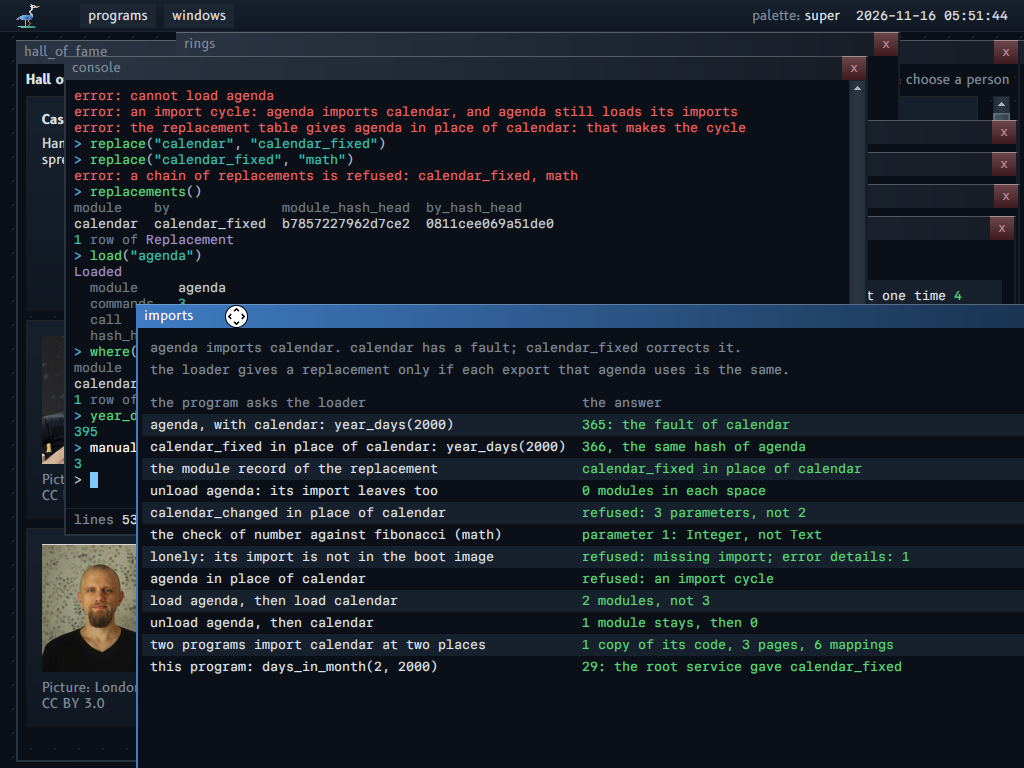 programs windows palette: super 2026-11-16 05:51:44
rings x
hall_of_fame x
console x
Hall choose a person
error: cannot load agenda
error: an import cycle: agenda imports calendar, and agenda still loads its imports
error: the replacement table gives agenda in place of calendar: that makes the cycle
> replace("calendar", "calendar_fixed")
> replace("calendar_fixed", "math")
error: a chain of replacements is refused: calendar_fixed, math
> replacements()
module by module_hash_head by_hash_head
calendar calendar_fixed b7857227962d7ce2 0811cee069a51de0
1 row of Replacement
> load("agenda")
Loaded
module agenda
commands 3
call
hash_h
> where(
module
calendar
1 row of
> year_d
395
> manual
3
>
lines 53
Cas
Han
spre
x
x
x
x
t one time 4
Pict
CC
Picture: London
CC BY 3.0
imports
agenda imports calendar. calendar has a fault; calendar_fixed corrects it.
the loader gives a replacement only if each export that agenda uses is the same.
the program asks the loader the answer
agenda, with calendar: year_days(2000) 365: the fault of calendar
calendar_fixed in place of calendar: year_days(2000) 366, the same hash of agenda
the module record of the replacement calendar_fixed in place of calendar
unload agenda: its import leaves too 0 modules in each space
calendar_changed in place of calendar refused: 3 parameters, not 2
the check of number against fibonacci (math) parameter 1: Integer, not Text
lonely: its import is not in the boot image refused: missing import; error details: 1
agenda in place of calendar refused: an import cycle
load agenda, then load calendar 2 modules, not 3
unload agenda, then calendar 1 module stays, then 0
two programs import calendar at two places 1 copy of its code, 3 pages, 6 mappings
this program: days_in_month(2, 2000) 29: the root service gave calendar_fixed